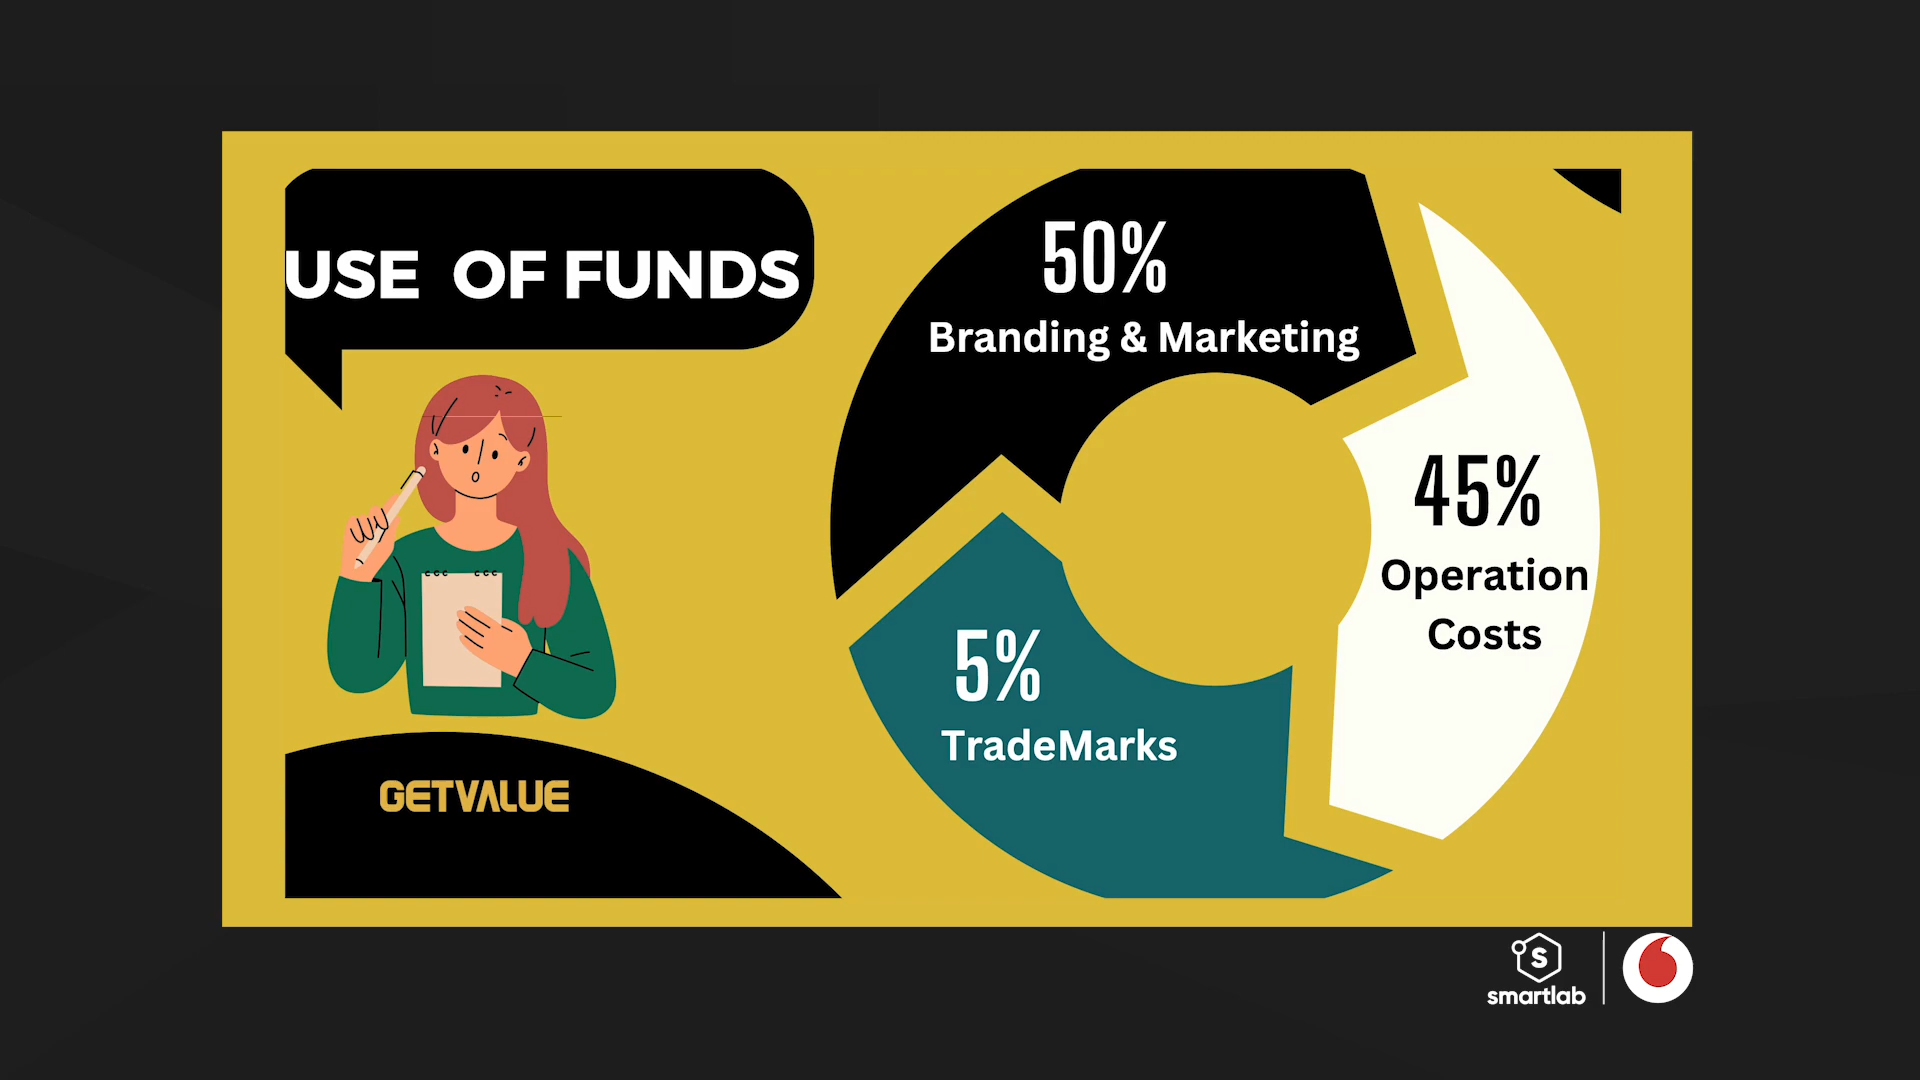 USE OF FUNDS
50%
Branding & Marketing
45%
Operation
Costs
5%
TradeMarks
GETVALUE
S
smartlab